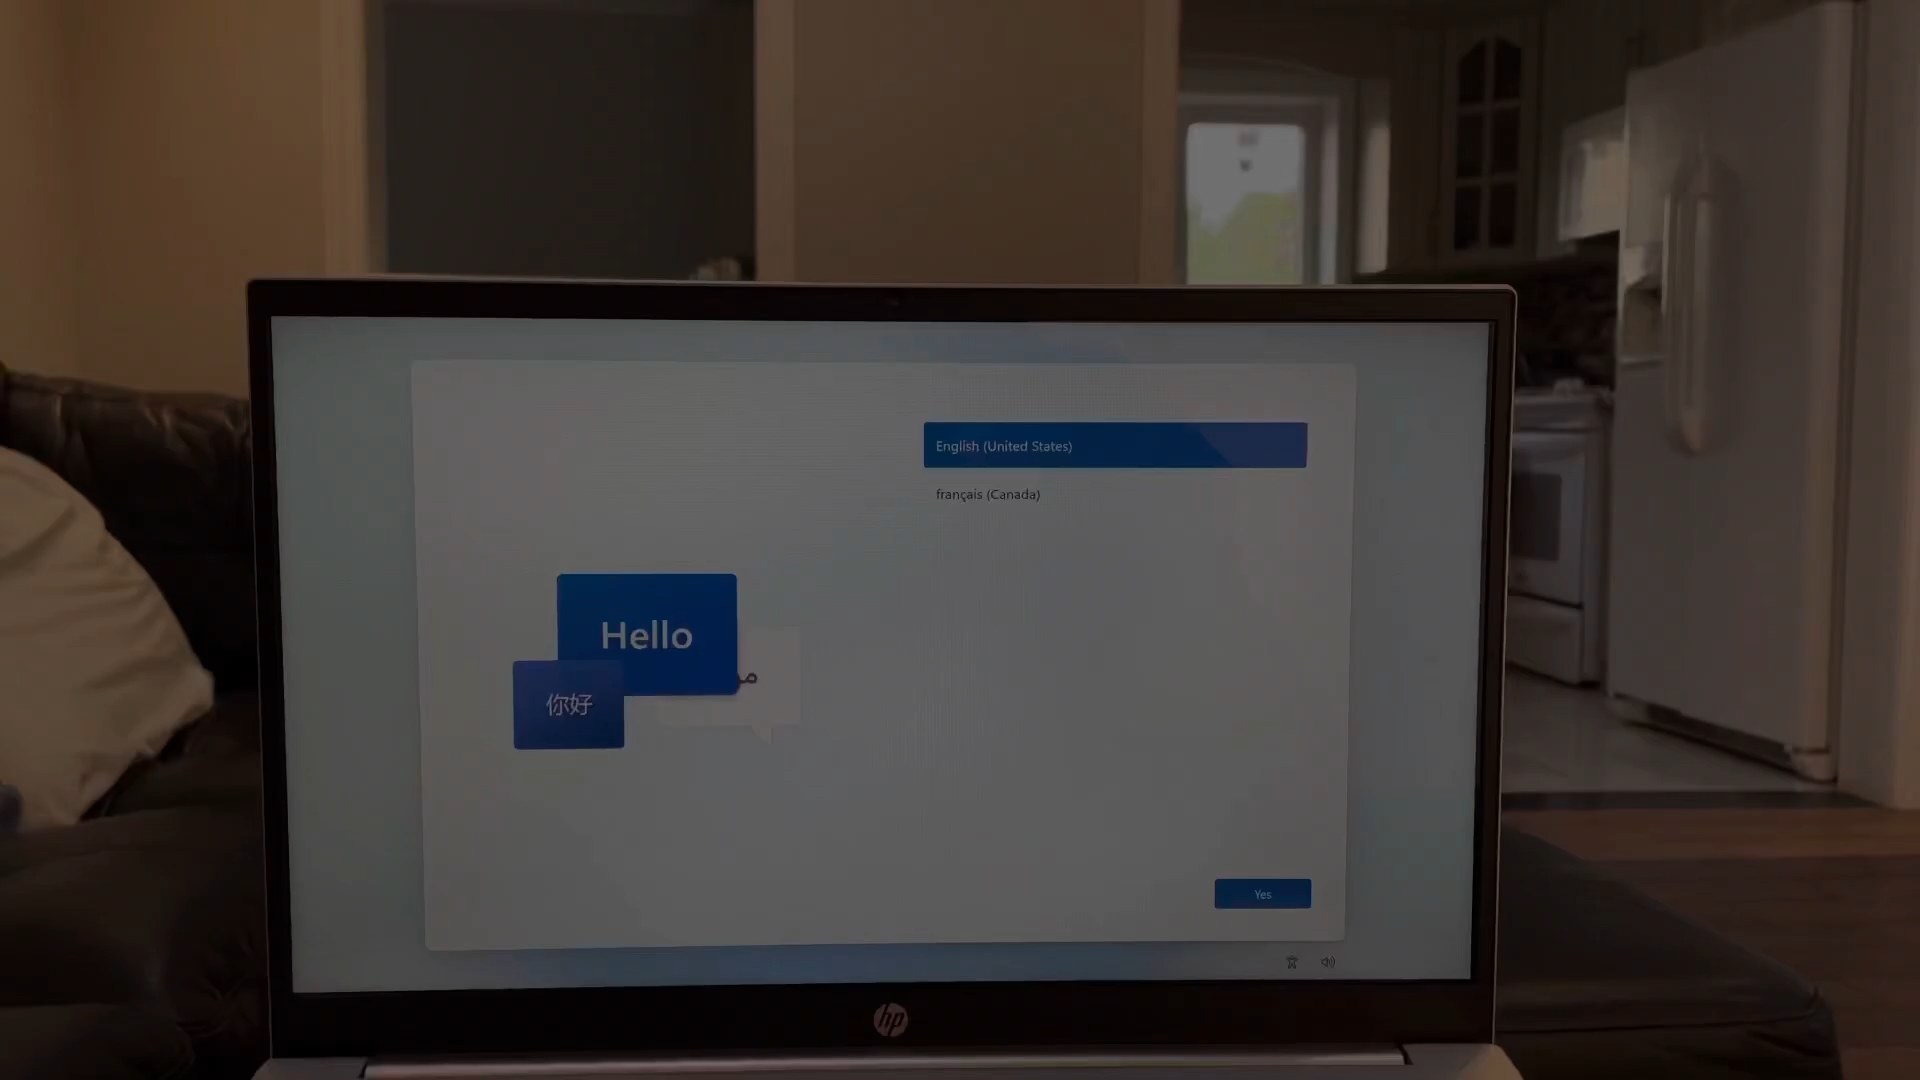 English (United States)
français (Canada)
Hello
你好
Yes
hp